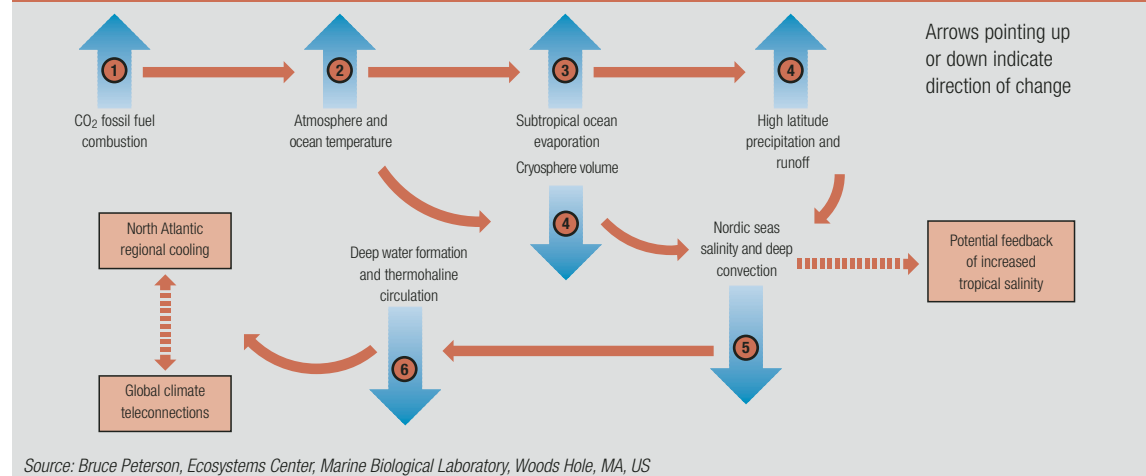 Arrows pointing up
or down indicate
direction of change
1
2
3
4
CO₂ fossil fuel
combustion
Atmosphere and
ocean temperature
Subtropical ocean
evaporation
High latitude
precipitation and
runoff
Cryosphere volume
4
North Atlantic
regional cooling
Deep water formation
and thermohaline
circulation
Nordic seas
salinity and deep
convection
Potential feedback
of increased
tropical salinity
5
6
Global climate
teleconnections
Source: Bruce Peterson, Ecosystems Center, Marine Biological Laboratory, Woods Hole, MA, US